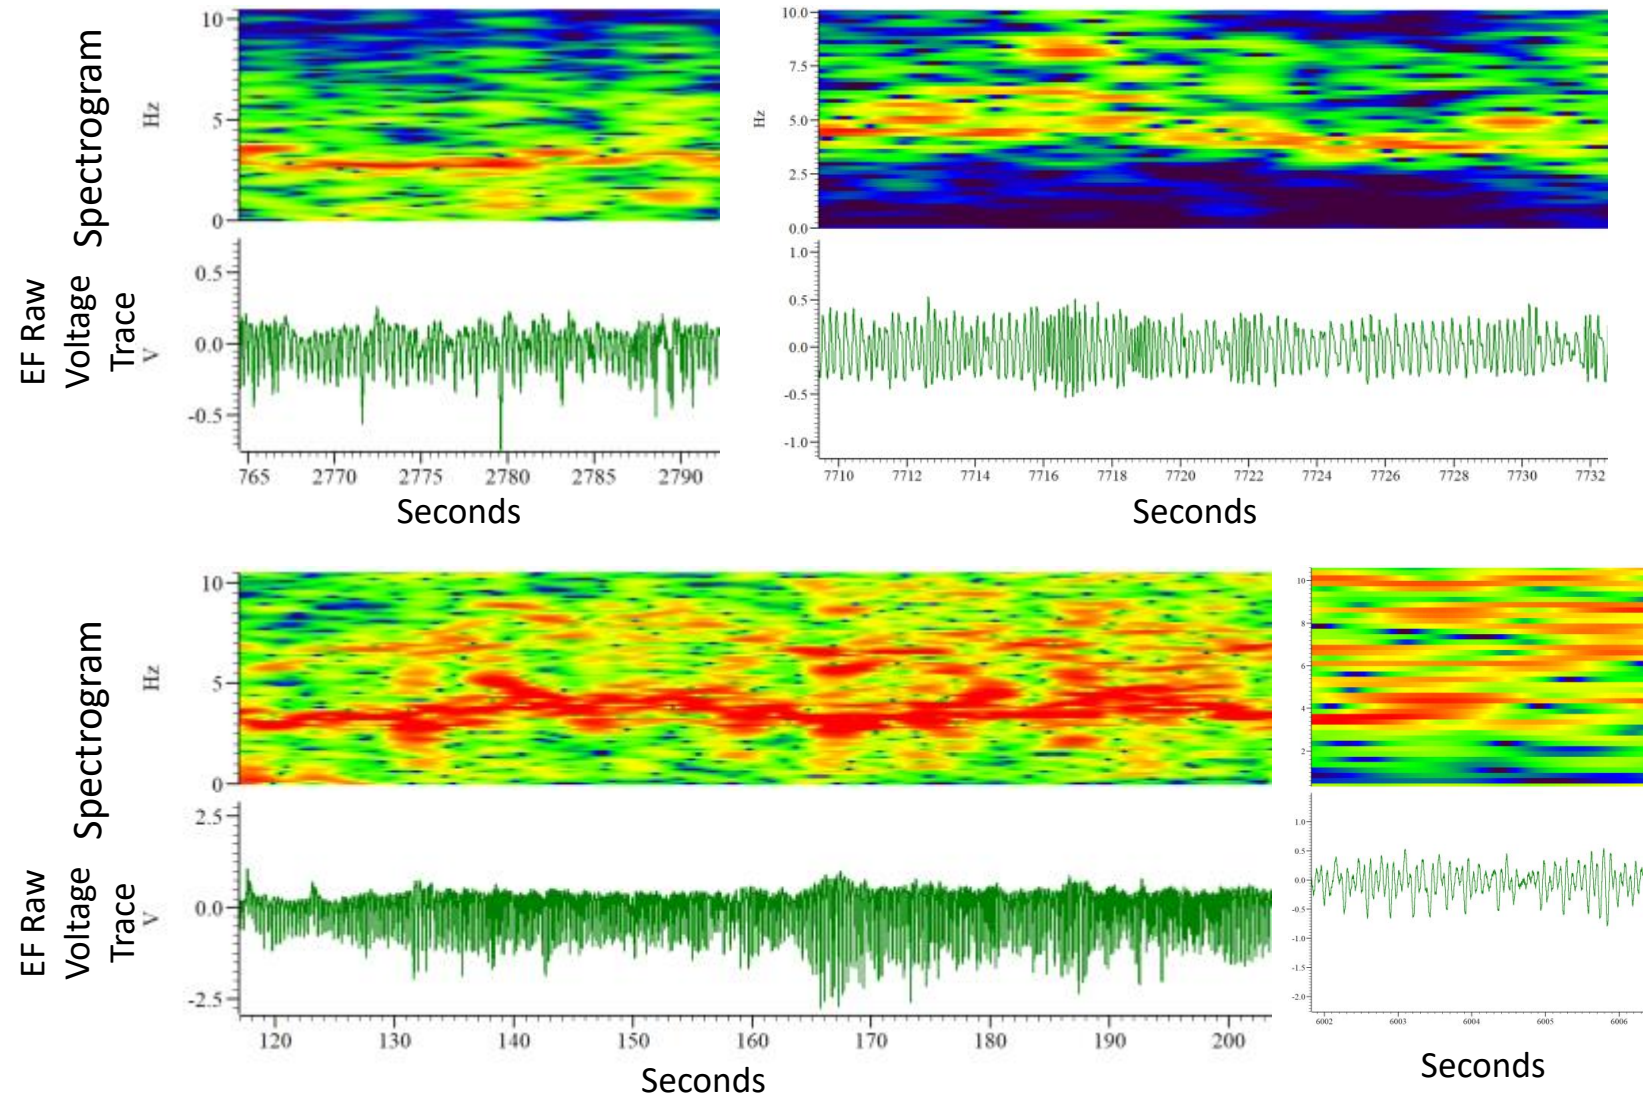 Spectrogram
Hz
10
5
0
EF Raw
Voltage
Trace
V
0.5
0.0
-0.5
765 2770 2775 2780 2785 2790
Seconds
Hz
10.0
7.5
5.0
2.5
0.0
1.0
0.5
0.0
-0.5
-1.0
7710 7712 7714 7716 7718 7720 7722 7724 7726 7728 7730 7732
Seconds
Spectrogram
Hz
10
5
0
EF Raw
Voltage
Trace
V
2.5
0.0
-2.5
120 130 140 150 160 170 180 190 200
Seconds
10
8
6
4
2
1.0
0.5
0.0
-0.5
-1.0
-1.5
-2.0
6002 6003 6004 6005 6006
Seconds